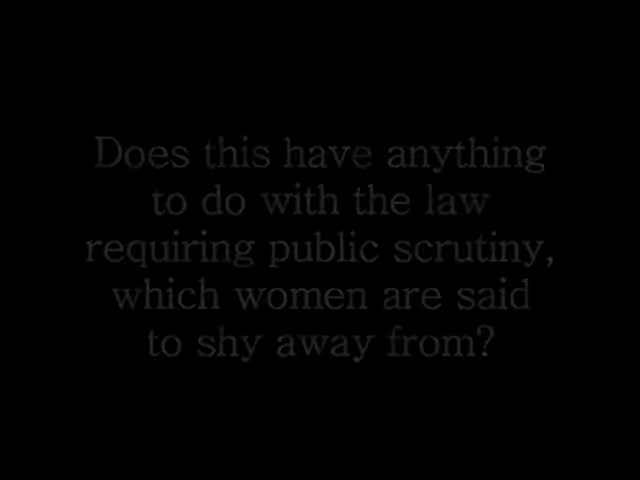 Does this have anything
to do with the law
requiring public scrutiny,
which women are said
to shy away from?